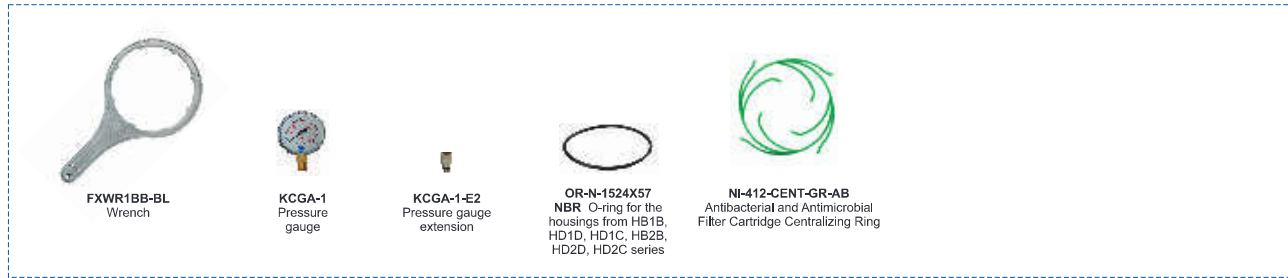 FXWR1BB-BL
Wrench
KCGA-1
Pressure
gauge
KCGA-1-E2
Pressure gauge
extension
OR-N-1524X57
NBR O-ring for the
housings from HB1B,
HD1D, HD1C, HB2B,
HD2D, HD2C series
NI-412-CENT-GR-AB
Antibacterial and Antimicrobial
Filter Cartridge Centralizing Ring